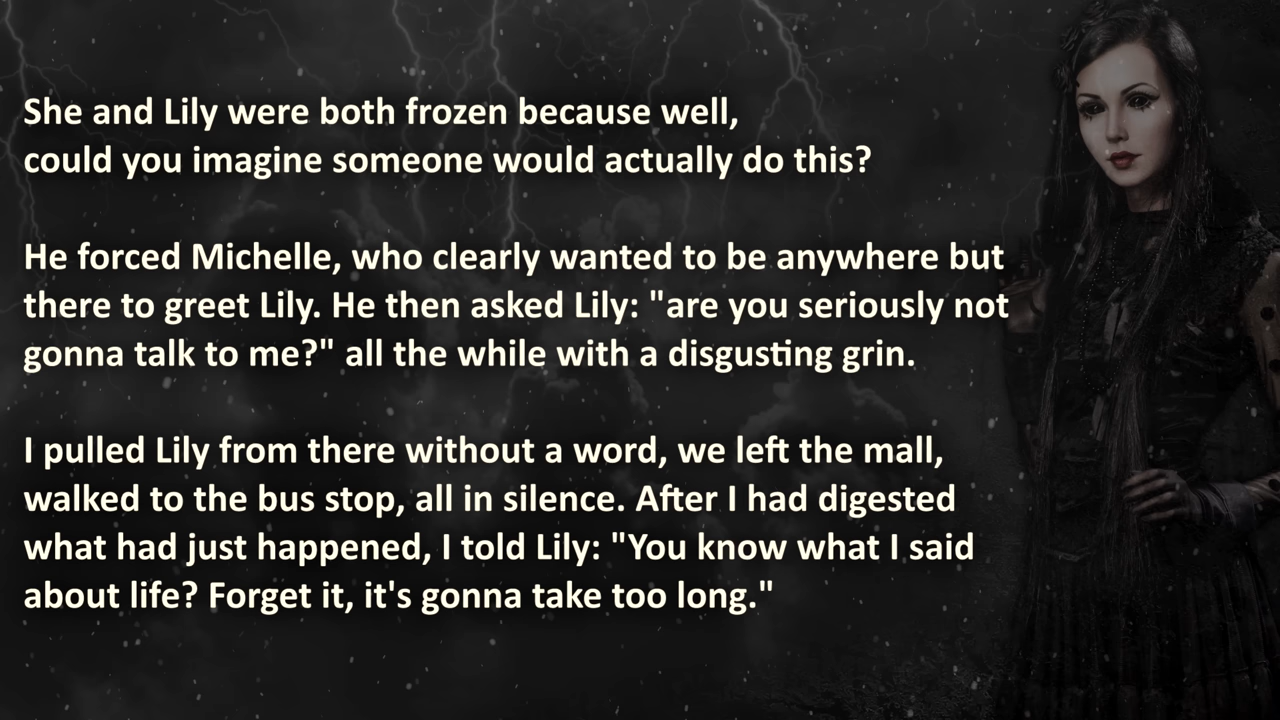 She and Lily were both frozen because well,
could you imagine someone would actually do this?
He forced Michelle, who clearly wanted to be anywhere but
there to greet Lily. He then asked Lily: "are you seriously not
gonna talk to me?" all the while with a disgusting grin.
I pulled Lily from there without a word, we left the mall,
walked to the bus stop, all in silence. After I had digested
what had just happened, I told Lily: "You know what I said
about life? Forget it, it's gonna take too long."